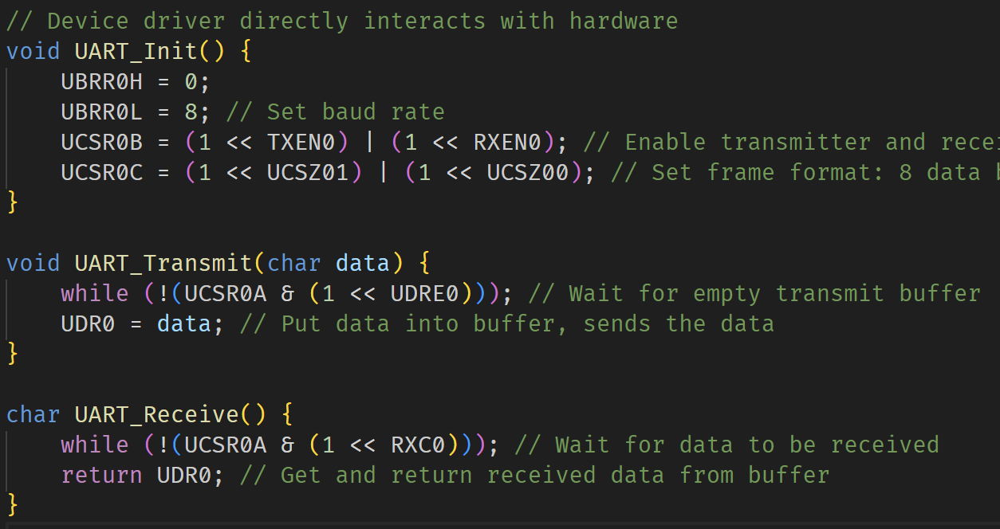 // Device driver directly interacts with hardware
void UART_Init() {
    UBRR0H = 0;
    UBRR0L = 8; // Set baud rate
    UCSR0B = (1 << TXEN0) | (1 << RXEN0); // Enable transmitter and
    UCSR0C = (1 << UCSZ01) | (1 << UCSZ00); // Set frame format: 8 data
}
void UART_Transmit(char data) {
    while (!(UCSR0A & (1 << UDRE0))); // Wait for empty transmit buffer
    UDR0 = data; // Put data into buffer, sends the data
}
char UART_Receive() {
    while (!(UCSR0A & (1 << RXC0))); // Wait for data to be received
    return UDR0; // Get and return received data from buffer
}